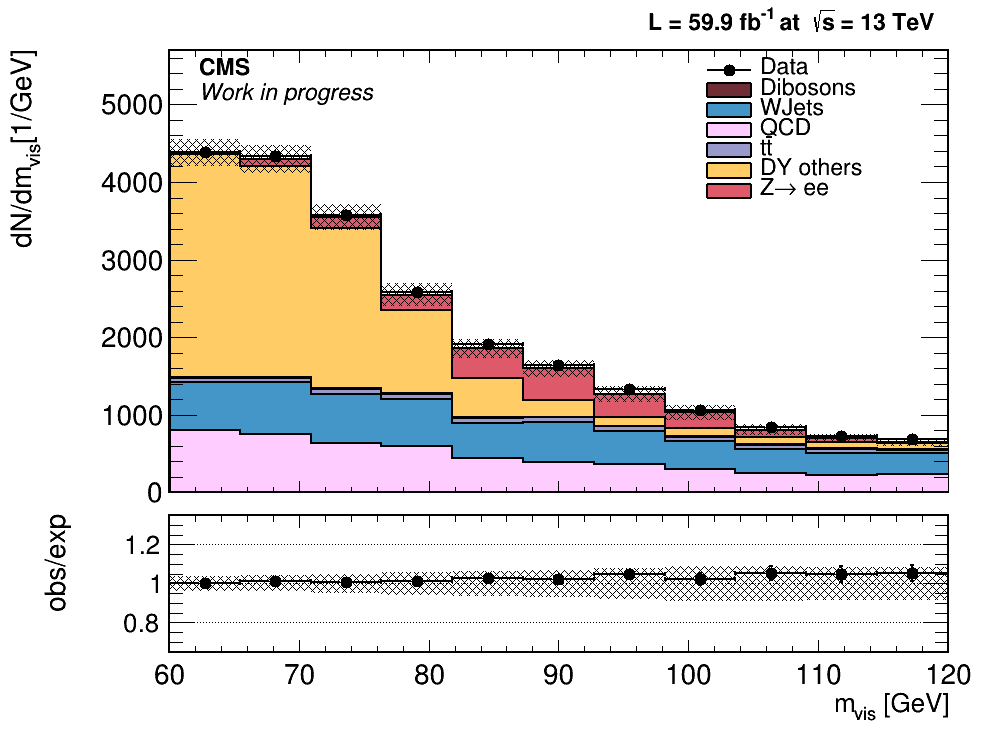 L = 59.9 fb⁻¹ at √s = 13 TeV
dN/dm_vis[1/GeV]
CMS
Work in progress
Data
Dibosons
WJets
QCD
tt̄
DY others
Z→ ee
5000
4000
3000
2000
1000
0
obs/exp
1.2
1
0.8
60 70 80 90 100 110 120
m_vis [GeV]